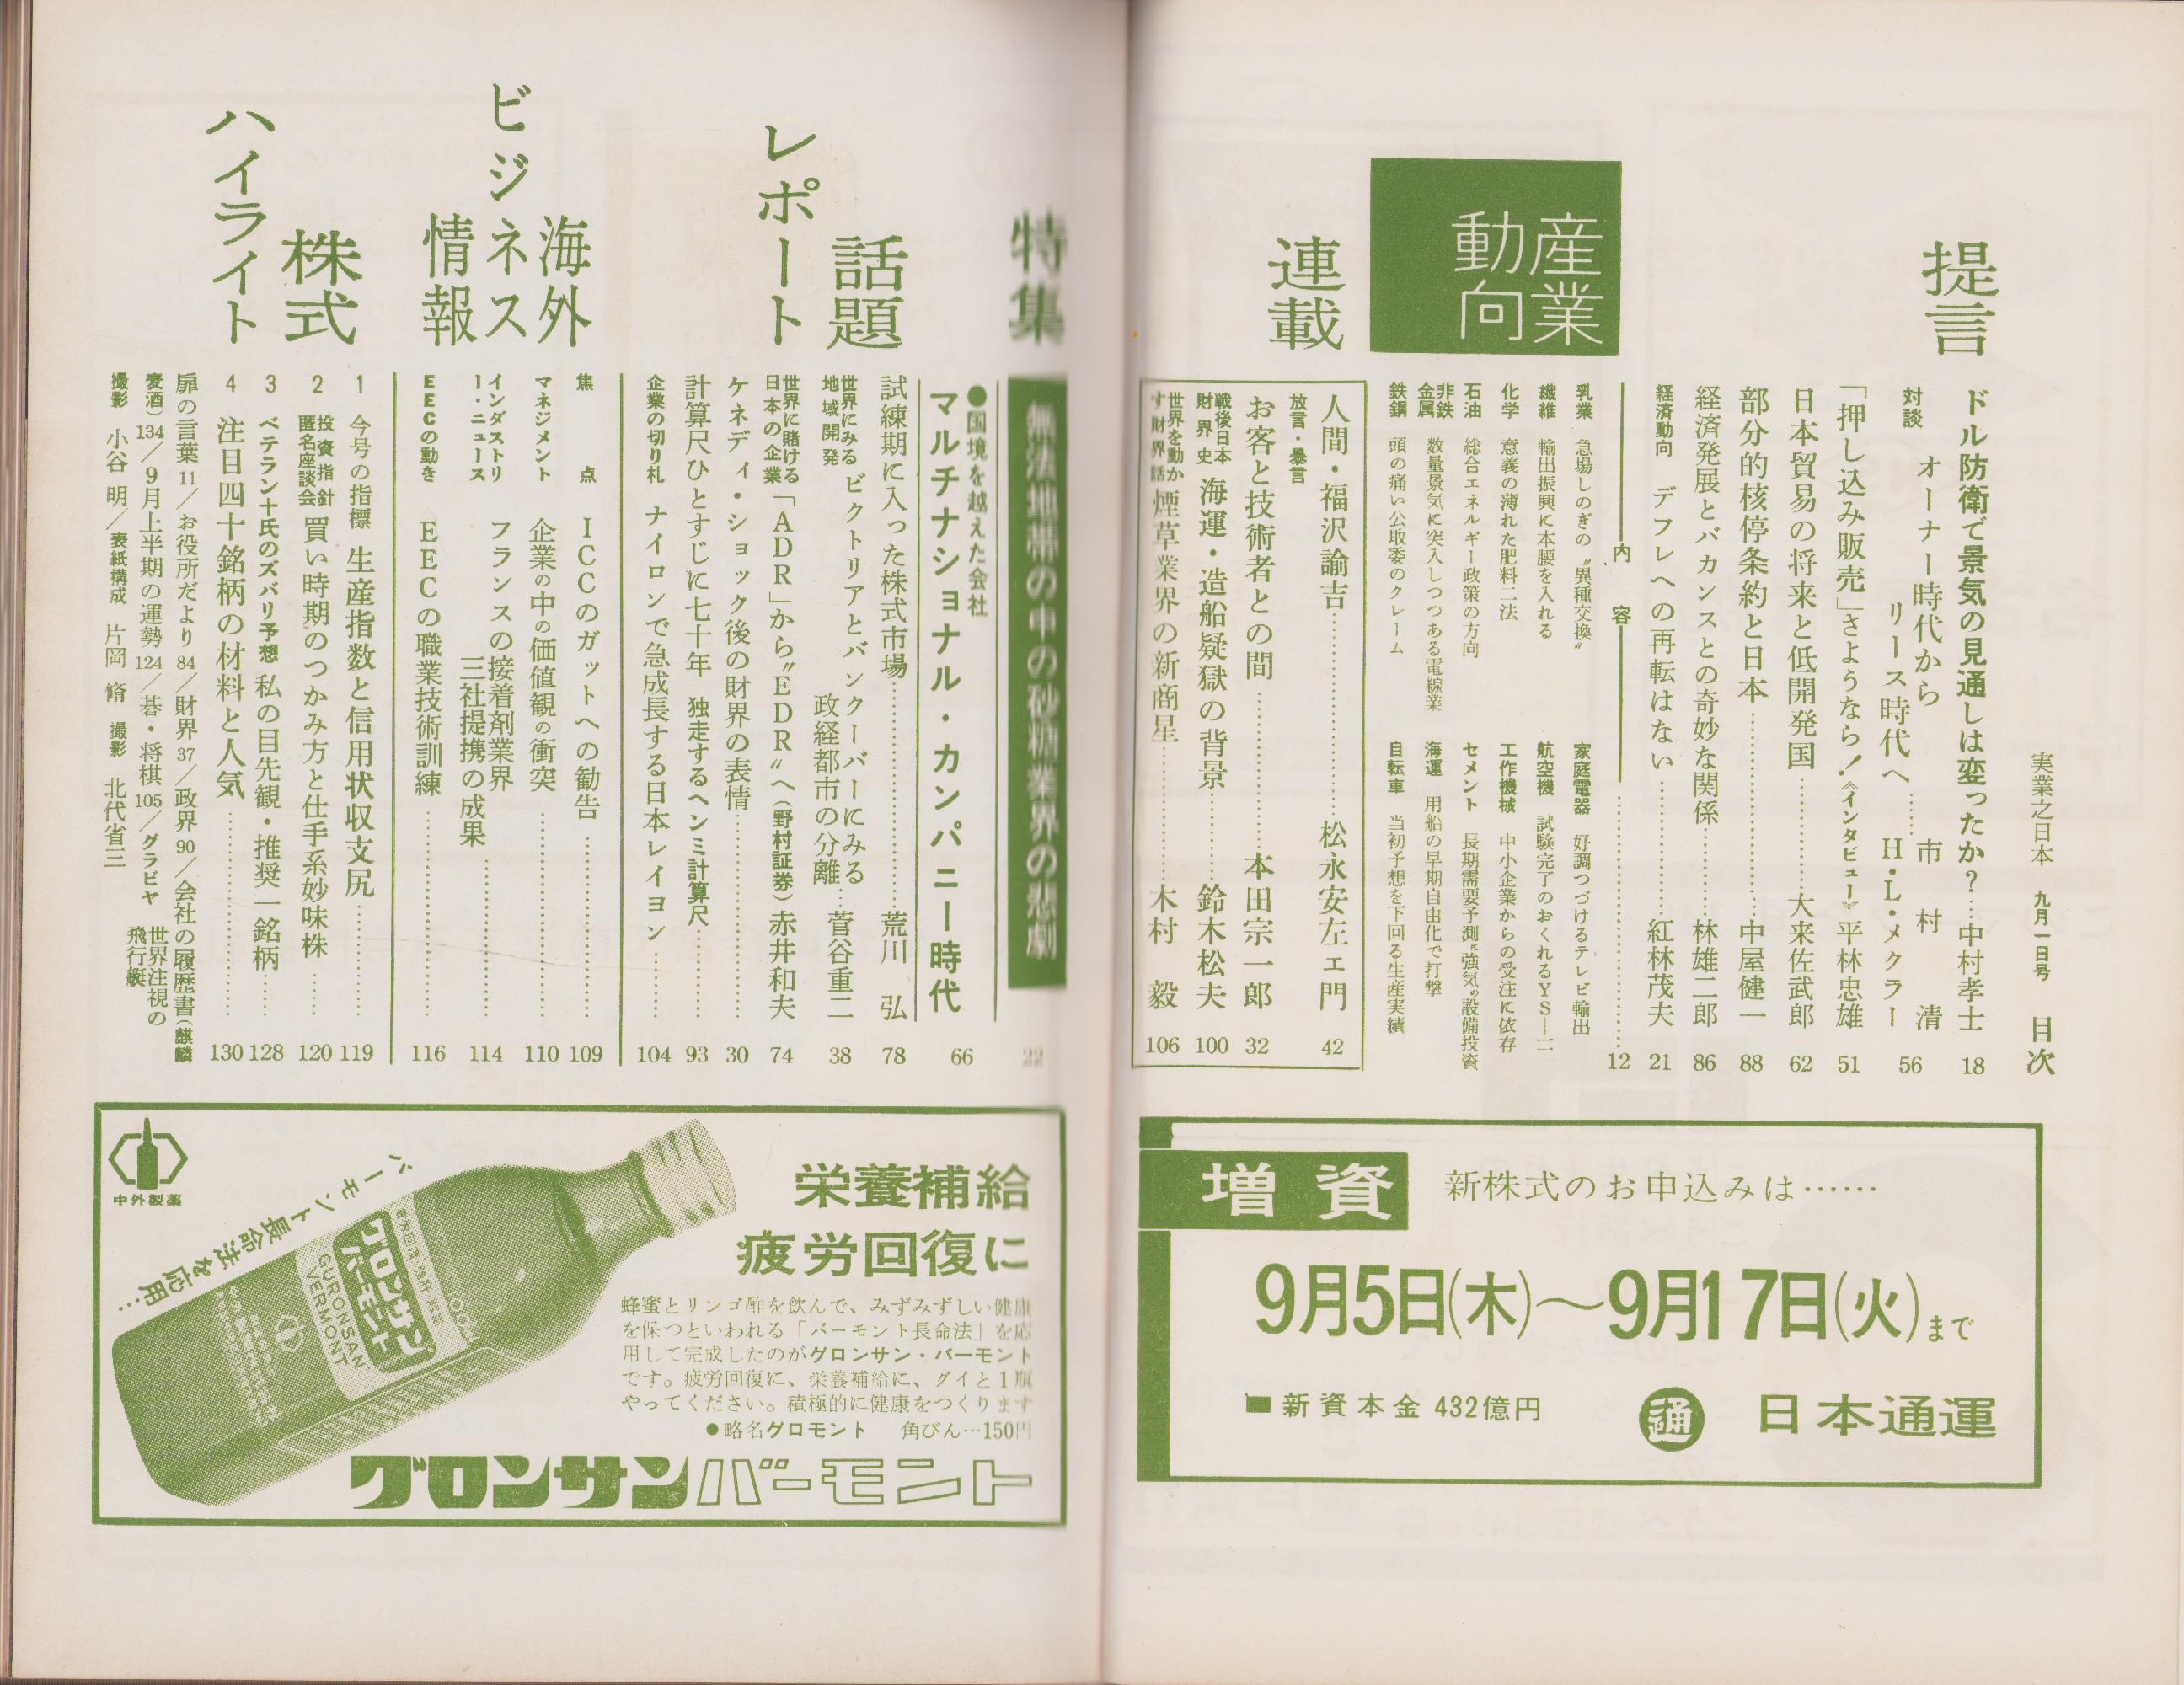 実業之日本 九月一日号 目次
提言
ドル防衛で景気の見通しは変ったか？…中村孝士 18
対談 オーナー時代からリース時代へ……市村清 H・L・メクラー 56
「押し込み販売」さようなら！《インタビュー》平林忠雄 51
日本貿易の将来と低開発国………大来佐武郎 62
部分的核停条約と日本………中屋健一 88
経済発展とバカンスとの奇妙な関係………林雄二郎 86
経済動向 デフレへの再転はない………紅林茂夫 21
産業動向
内容………12
乳業 急場しのぎの〝異種交換〟
繊維 輸出振興に本腰を入れる
化学 意義の薄れた肥料二法
石油 総合エネルギー政策の方向
非鉄金属 数量景気に突入しつつある電線業
鉄鋼 頭の痛い公取委のクレーム
家庭電器 好調つづけるテレビ輸出
航空機 試験完了のおくれるYS―一一
工作機械 中小企業からの受注に依存
セメント 長期需要予測〝強気〟設備投資
海運 用船の早期自由化で打撃
自転車 当初予想を下回る生産実績
連載
人間・福沢諭吉………松永安左ェ門 42
放言・暴言 お客と技術者との間………本田宗一郎 32
戦後日本財界史 海運・造船疑獄の背景………鈴木松夫 100
世界を動かす財界話 煙草業界の新商星………木村毅 106
増資
新株式のお申込みは……
9月5日(木)〜9月17日(火)まで
■新資本金 432億円
通 日本通運
特集
無法地帯の中の砂糖業界の悲劇 22
●国境を越えた会社
マルチナショナル・カンパニー時代 66
話題レポート
試練期に入った株式市場………荒川弘 78
世界にみる地域開発 ビクトリアとバンクーバーにみる政経都市の分離…菅谷重二 38
世界に賭ける日本の企業 「ADR」から〝EDR〟へ(野村証券)赤井和夫 74
ケネディ・ショック後の財界の表情………30
計算尺ひとすじに七十年 独走するヘンミ計算尺………93
企業の切り札 ナイロンで急成長する日本レイヨン……104
海外ビジネス情報
焦点 ICCのガットへの勧告………109
マネジメント 企業の中の価値観の衝突………110
インダストリー・ニュース フランスの接着剤業界 三社提携の成果………114
EECの動き EECの職業技術訓練………116
株式ハイライト
1 今号の指標 生産指数と信用状収支尻………119
2 投資指針匿名座談会 買い時期のつかみ方と仕手系妙味株……120
3 ベテラン十氏のズバリ予想 私の目先観・推奨一銘柄……128
4 注目四十銘柄の材料と人気………130
扉の言葉11／お役所だより84／財界37／政界90／会社の履歴書(麒麟麦酒)134／9月上半期の運勢124／碁・将棋105／グラビヤ 世界注視の飛行艇
撮影 小谷明／表紙構成 片岡脩 撮影 北代省三
中外製薬
バーモント長命法を応用…
グロンサン
バーモント
GURONSAN
VERMONT
栄養補給
疲労回復に
蜂蜜とリンゴ酢を飲んで、みずみずしい健康
を保つといわれる「バーモント長命法」を応
用して完成したのがグロンサン・バーモント
です。疲労回復に、栄養補給に、グイと1瓶
やってください。積極的に健康をつくります
●略名グロモント 角びん…150円
グロンサンバーモント